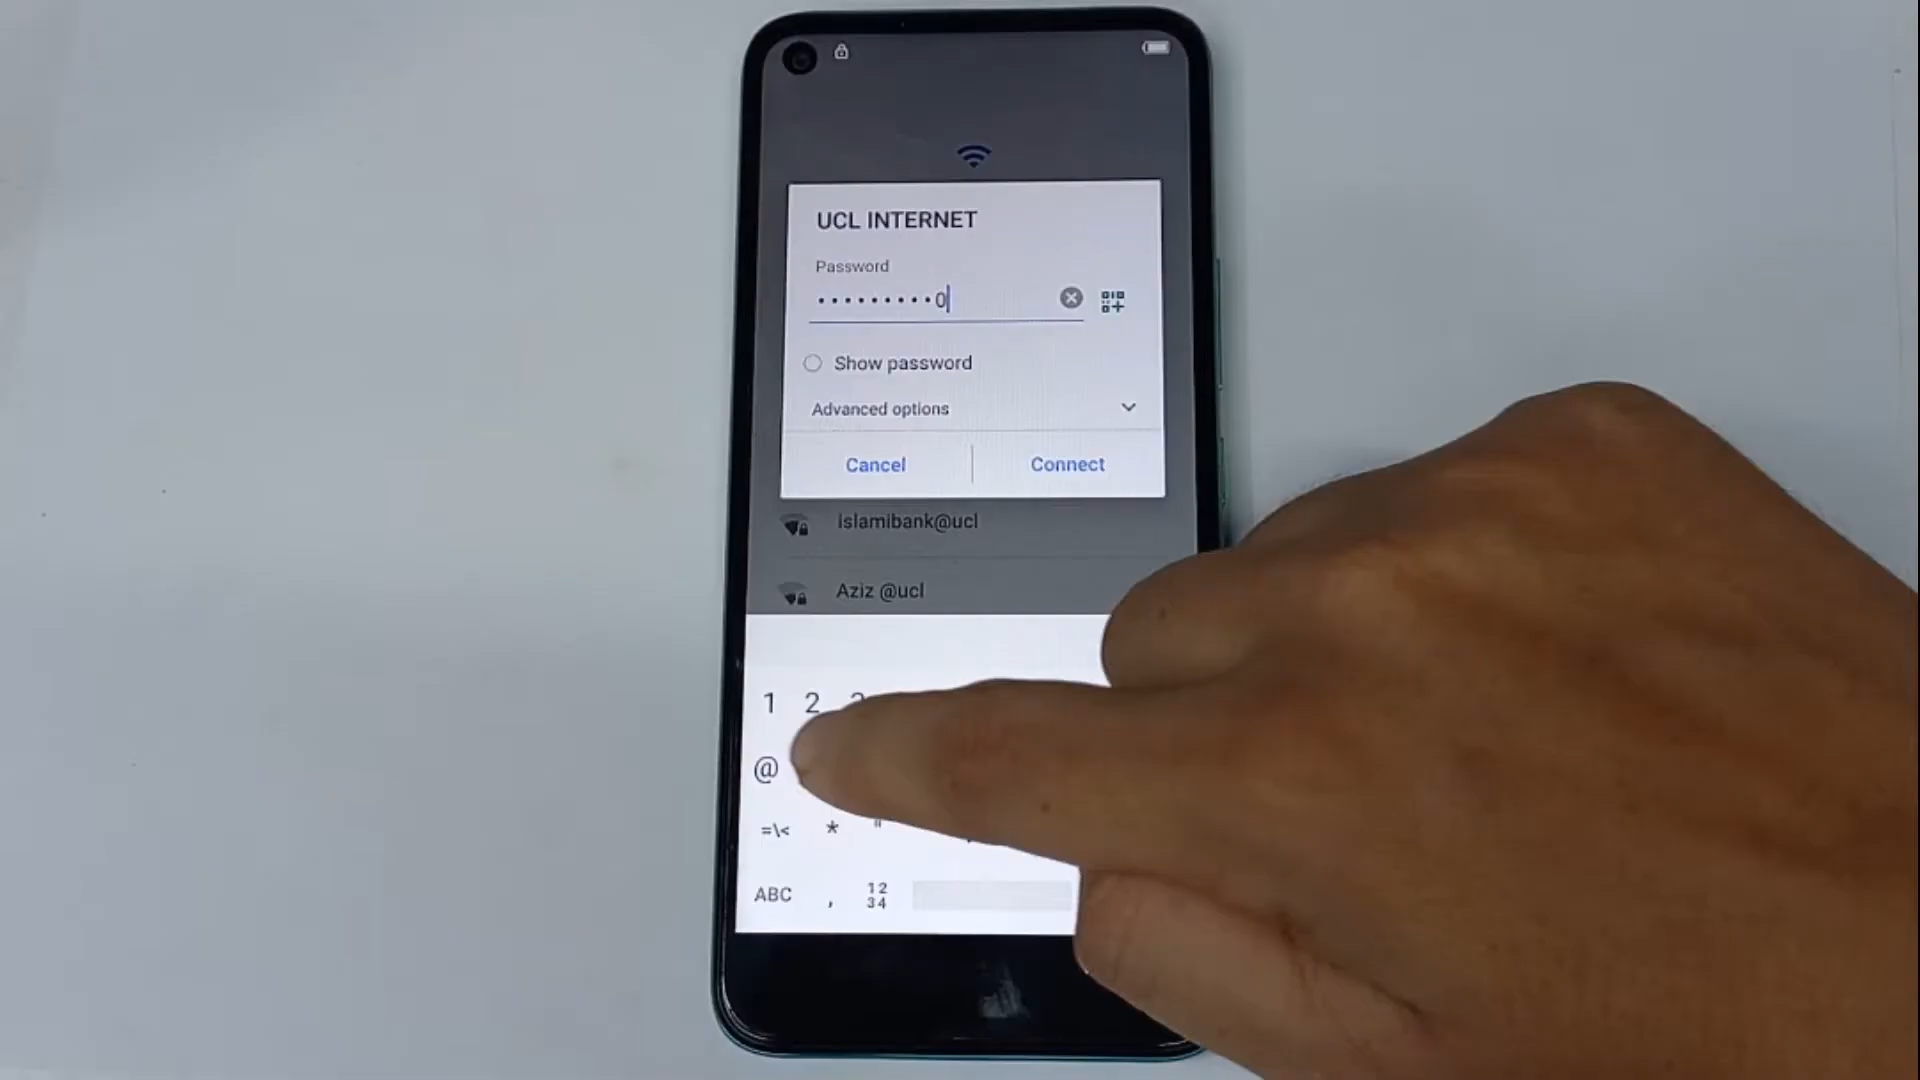 UCL INTERNET
Password
•••••••••0
Show password
Advanced options
Cancel
Connect
islamibank@ucl
Aziz @ucl
1 2
@
=\< * "
ABC , 12 34